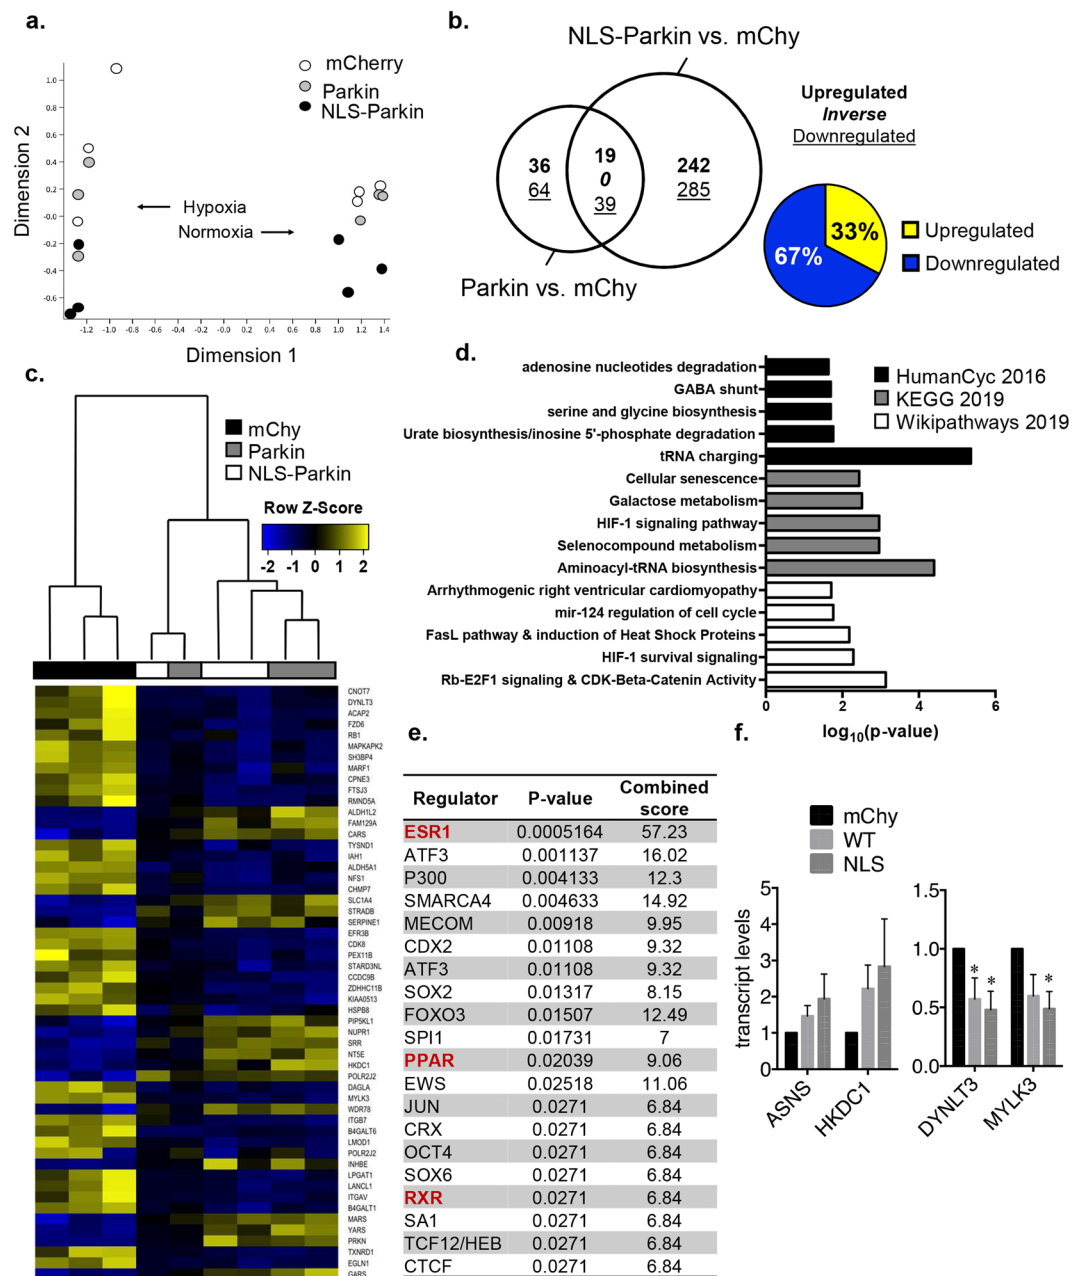 a.
mCherry
Parkin
NLS-Parkin
Dimension 2
1.0
0.8
0.6
0.4
0.2
-0.0
-0.2
-0.4
-0.6
Hypoxia
Normoxia
-1.2 -1.0 -0.8 -0.6 -0.4 -0.2 0.0 0.2 0.4 0.6 0.8 1.0 1.2 1.4
Dimension 1
b.
NLS-Parkin vs. mChy
36
64
19
0
39
242
285
Parkin vs. mChy
Upregulated
Inverse
Downregulated
33%
67%
Upregulated
Downregulated
c.
mChy
Parkin
NLS-Parkin
Row Z-Score
-2 -1 0 1 2
CNOT7
DYNLT3
ACAP2
FZD6
RB1
MAPKAPK2
SH3BP4
MARF1
CPNE3
FTSJ3
RMND5A
ALDH1L2
FAM129A
CARS
TYSND1
IAH1
ALDH5A1
NFS1
CHMP7
SLC1A4
STRADB
SERPINE1
EFR3B
CDK8
PEX11B
STARD3NL
CCDC9B
ZDHHC11B
KIAA0513
HSPB8
PIP5KL1
NUPR1
SRR
NT5E
HKDC1
POLR2J2
DAGLA
MYLK3
WDR78
ITGB7
B4GALT6
LMOD1
POLR2J2
INHBE
LPGAT1
LANCL1
ITGAV
B4GALT1
MARS
YARS
PRKN
TXNRD1
EGLN1
GARS
d.
adenosine nucleotides degradation
GABA shunt
serine and glycine biosynthesis
Urate biosynthesis/inosine 5'-phosphate degradation
tRNA charging
Cellular senescence
Galactose metabolism
HIF-1 signaling pathway
Selenocompound metabolism
Aminoacyl-tRNA biosynthesis
Arrhythmogenic right ventricular cardiomyopathy
mir-124 regulation of cell cycle
FasL pathway & induction of Heat Shock Proteins
HIF-1 survival signaling
Rb-E2F1 signaling & CDK-Beta-Catenin Activity
HumanCyc 2016
KEGG 2019
Wikipathways 2019
0 2 4 6
log10(p-value)
e.
Regulator P-value Combined score
ESR1 0.0005164 57.23
ATF3 0.001137 16.02
P300 0.004133 12.3
SMARCA4 0.004633 14.92
MECOM 0.00918 9.95
CDX2 0.01108 9.32
ATF3 0.01108 9.32
SOX2 0.01317 8.15
FOXO3 0.01507 12.49
SPI1 0.01731 7
PPAR 0.02039 9.06
EWS 0.02518 11.06
JUN 0.0271 6.84
CRX 0.0271 6.84
OCT4 0.0271 6.84
SOX6 0.0271 6.84
RXR 0.0271 6.84
SA1 0.0271 6.84
TCF12/HEB 0.0271 6.84
CTCF 0.0271 6.84
f.
mChy
WT
NLS
transcript levels
5
4
3
2
1
0
ASNS
HKDC1
1.5
1.0
0.5
0.0
* * *
DYNLT3
MYLK3